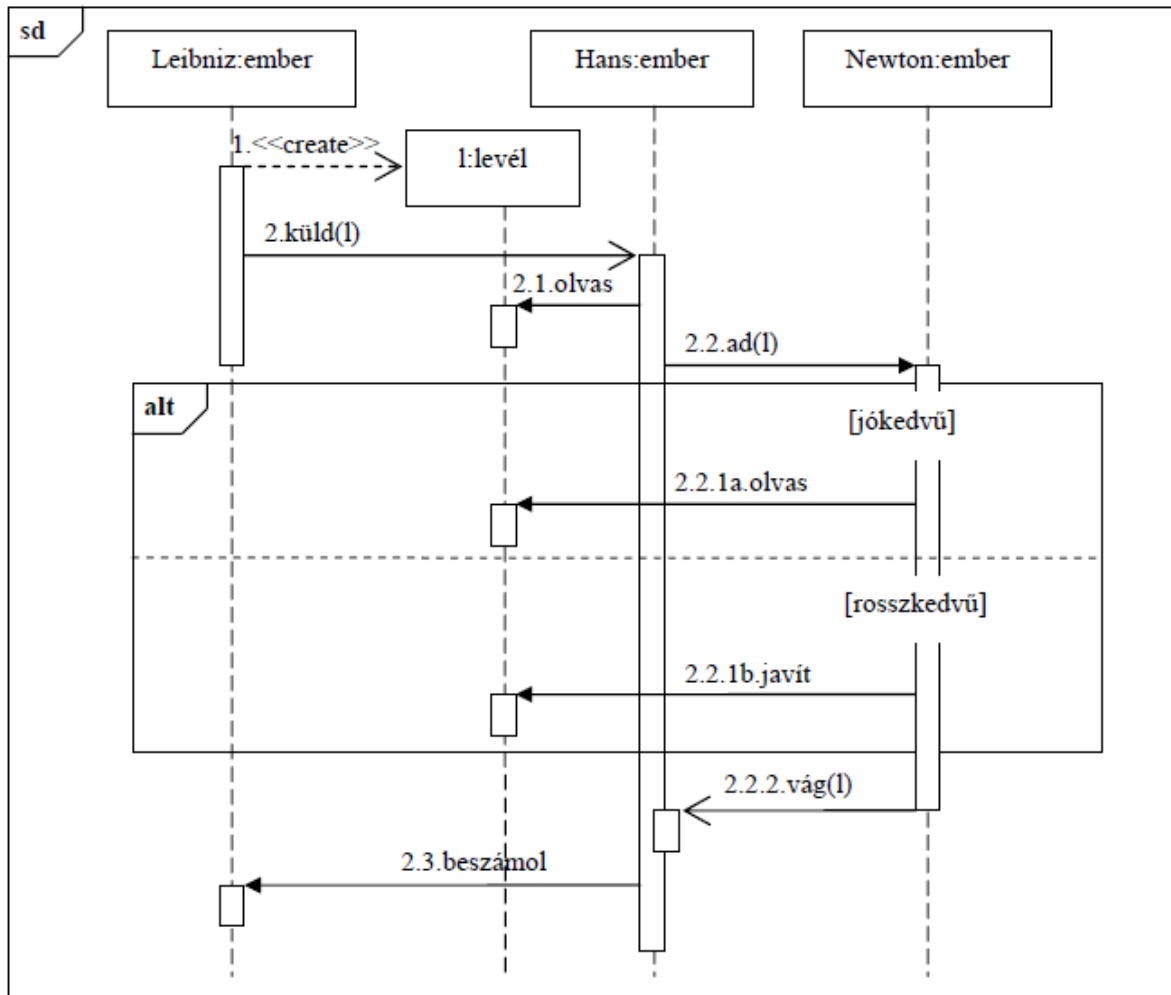 sd
Leibniz:ember
Hans:ember
Newton:ember
1.<<create>>
l:levél
2.küld(l)
2.1.olvas
2.2.ad(l)
alt
[jókedvű]
2.2.1a.olvas
[rosszkedvű]
2.2.1b.javít
2.2.2.vág(l)
2.3.beszámol